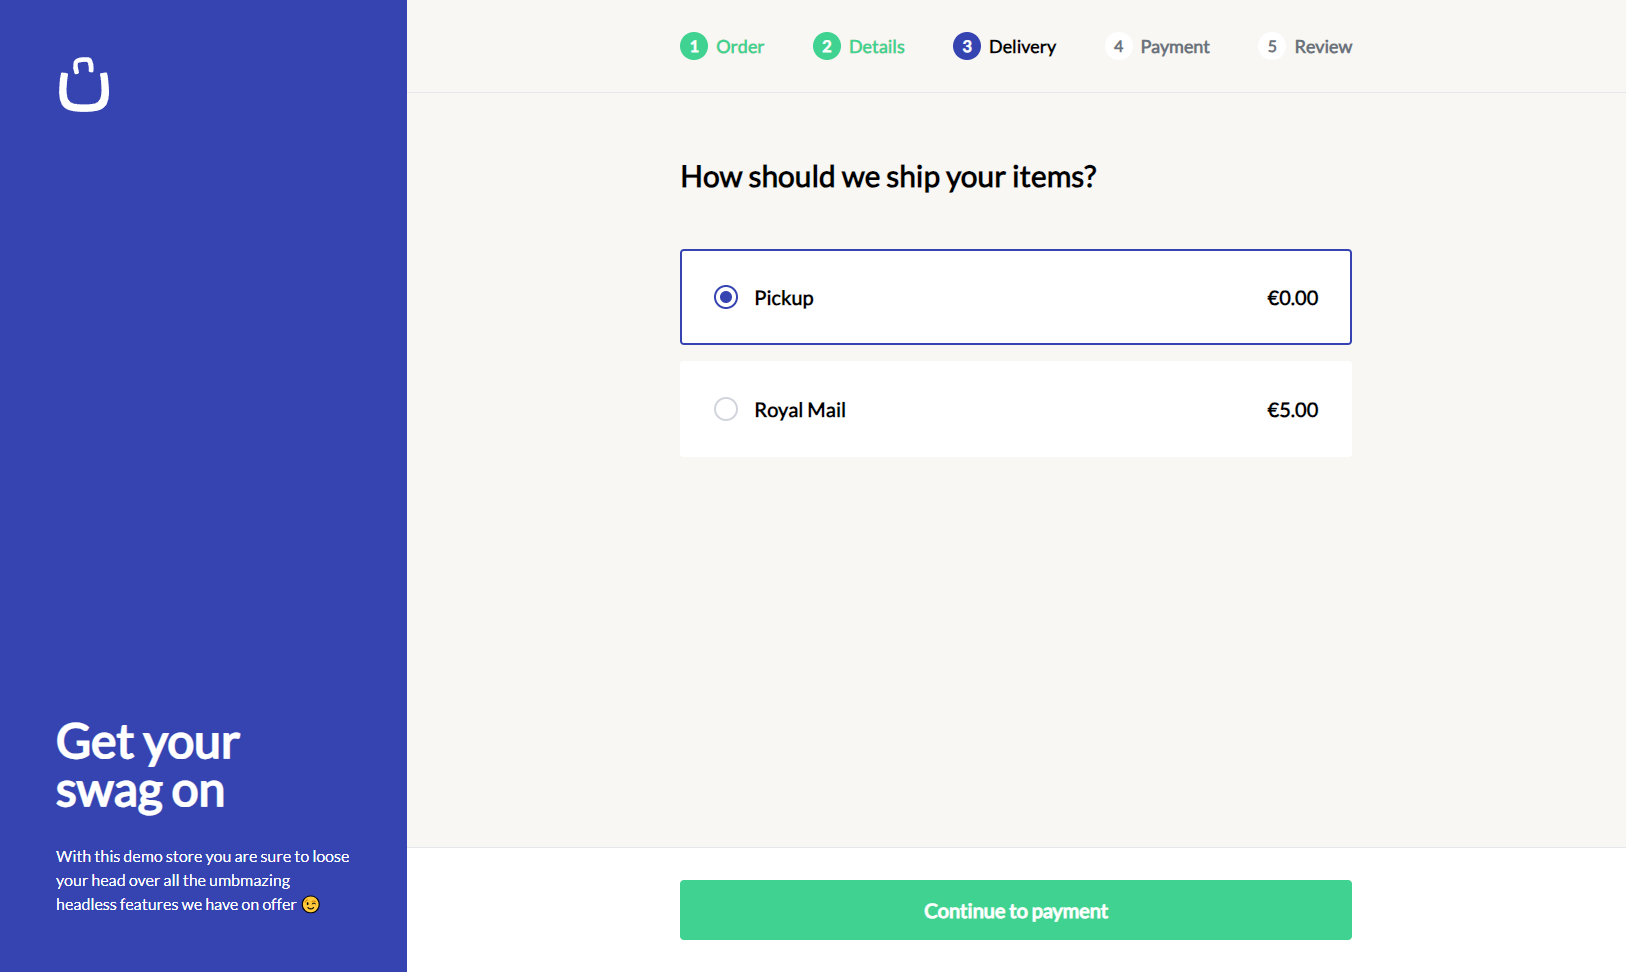 1 Order 2 Details 3 Delivery 4 Payment 5 Review
How should we ship your items?
Pickup €0.00
Royal Mail €5.00
Get your
swag on
With this demo store you are sure to loose
your head over all the umbmazing
headless features we have on offer 😉
Continue to payment